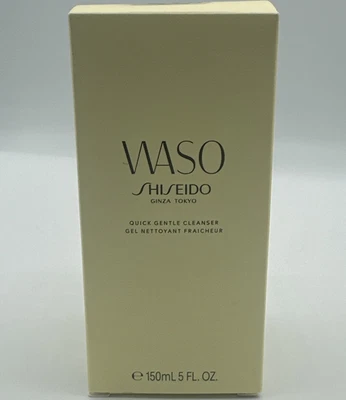 WASO
SHISEIDO
GINZA TOKYO
QUICK GENTLE CLEANSER
GEL NETTOYANT FRAICHEUR
℮ 150mL 5 FL. OZ.